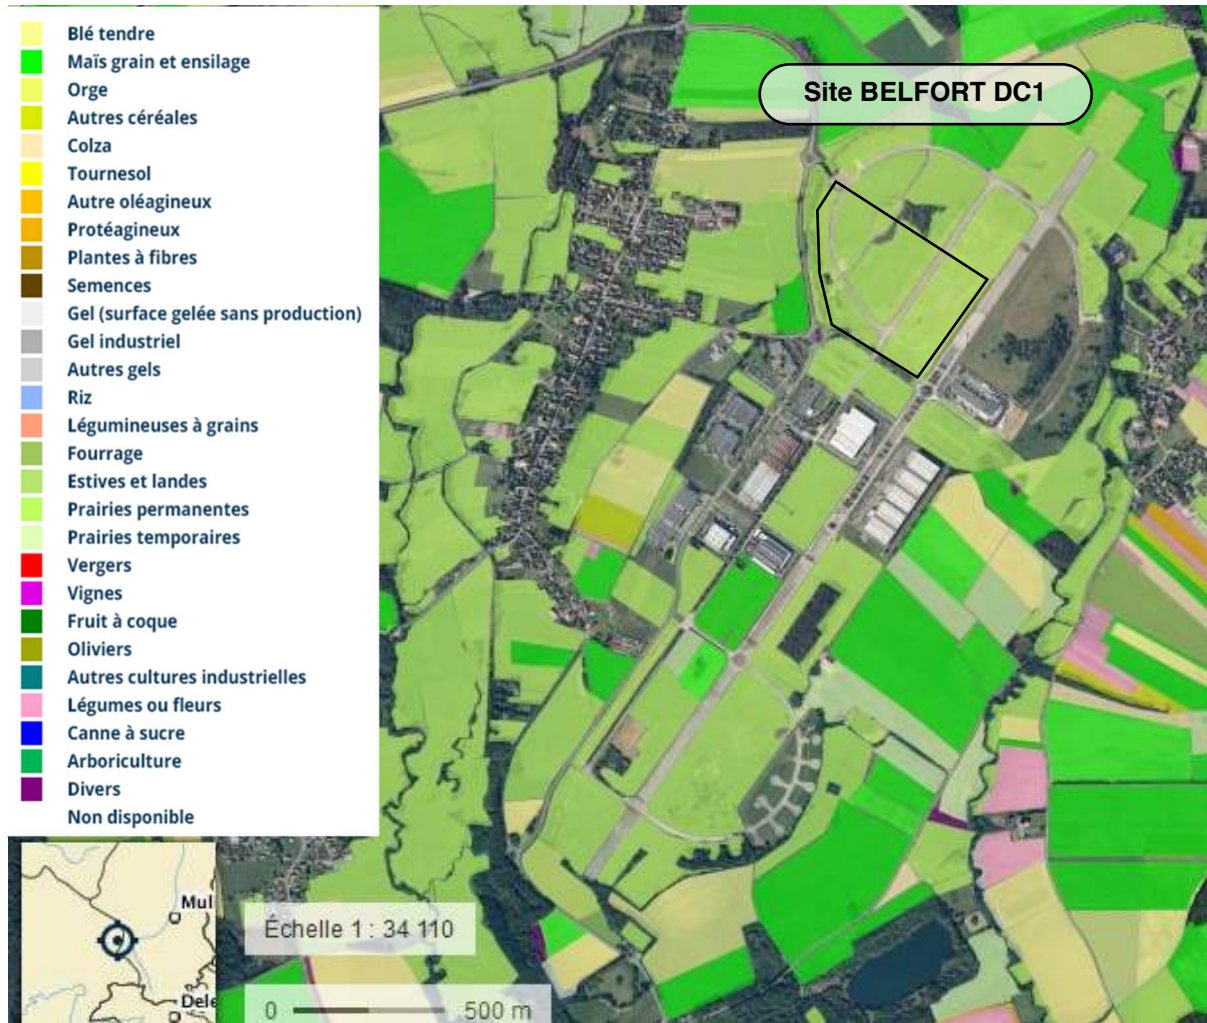 Blé tendre
Maïs grain et ensilage
Orge
Autres céréales
Colza
Tournesol
Autre oléagineux
Protéagineux
Plantes à fibres
Semences
Gel (surface gelée sans production)
Gel industriel
Autres gels
Riz
Légumineuses à grains
Fourrage
Estives et landes
Prairies permanentes
Prairies temporaires
Vergers
Vignes
Fruit à coque
Oliviers
Autres cultures industrielles
Légumes ou fleurs
Canne à sucre
Arboriculture
Divers
Non disponible
Site BELFORT DC1
Mul
Dele
Échelle 1 : 34 110
0 500 m